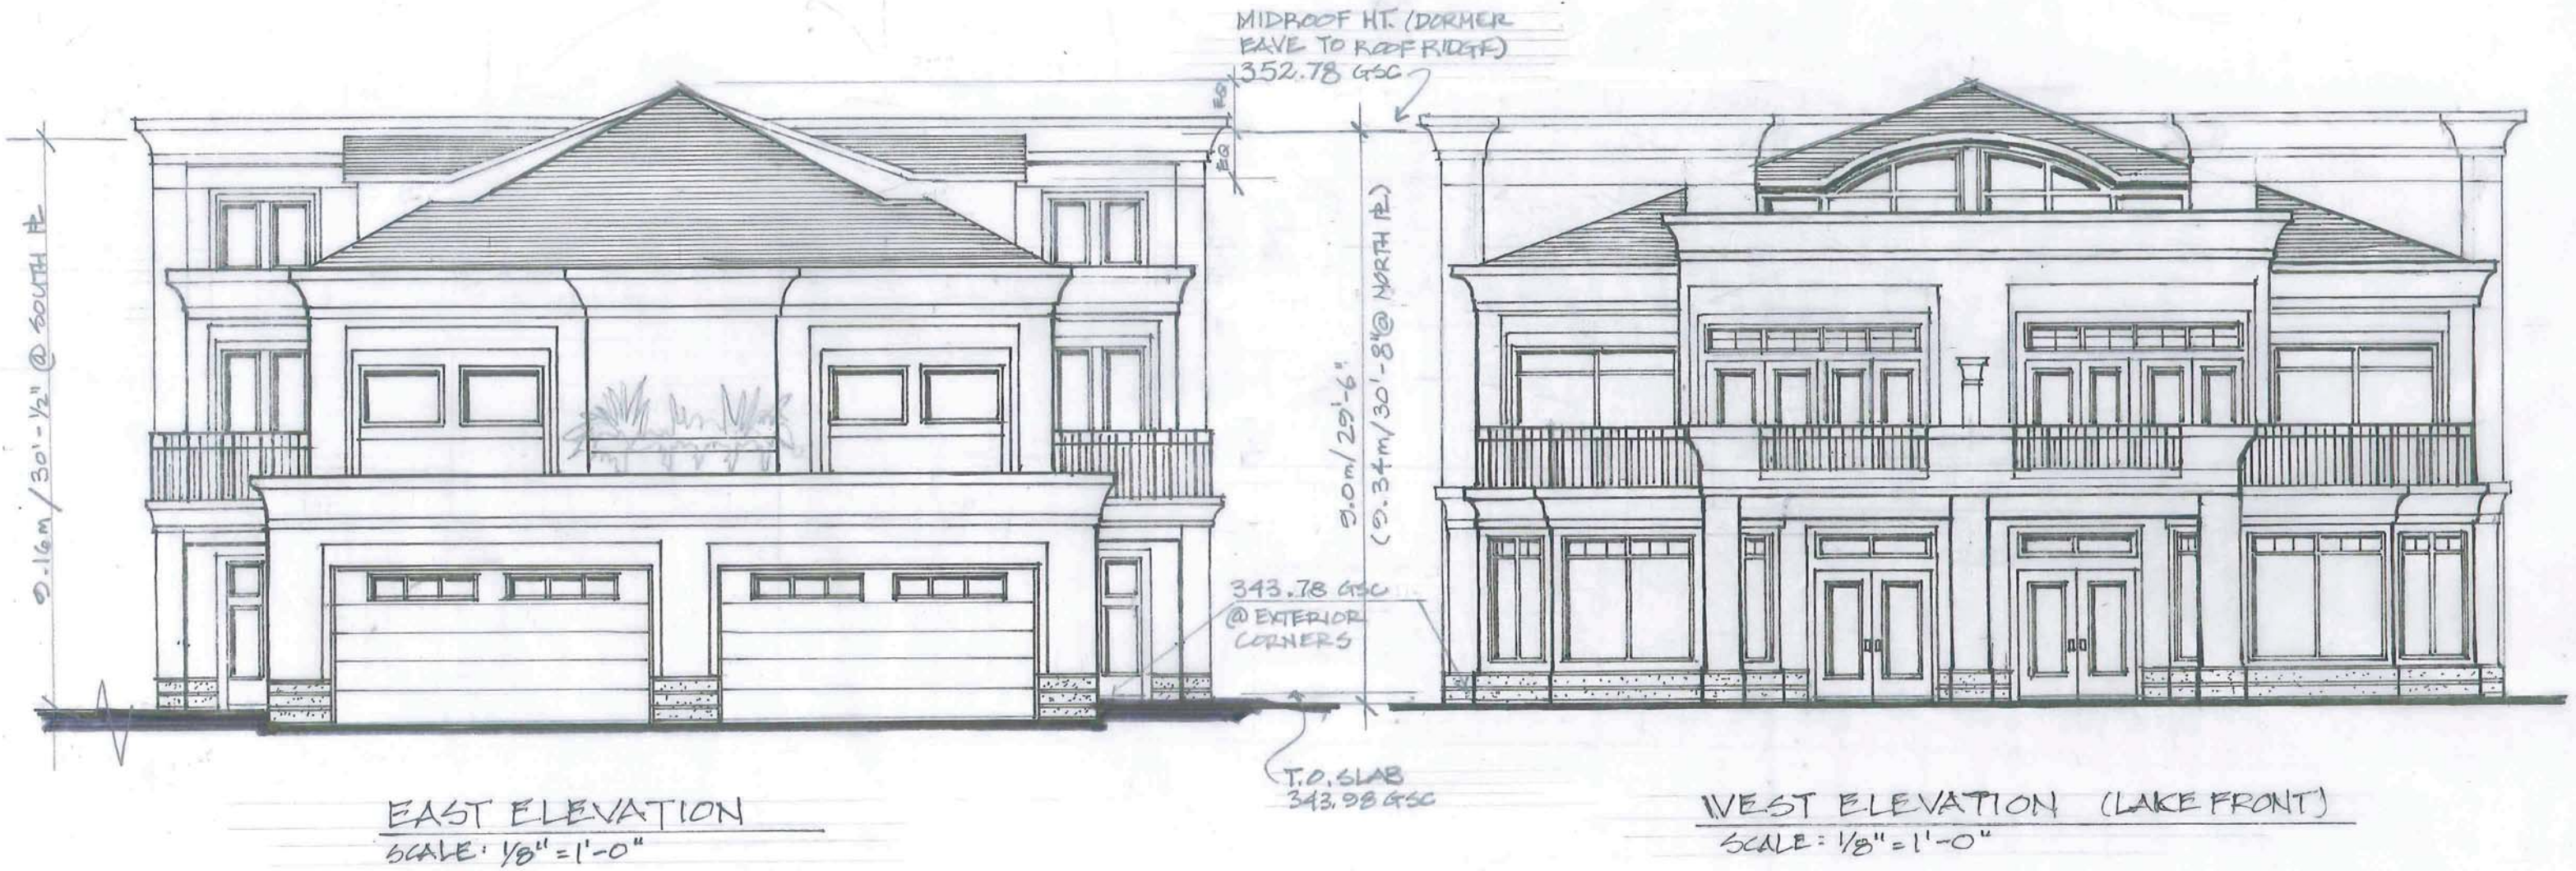 MIDROOF HT. (DORMER
EAVE TO ROOF RIDGE)
352.78 GSC
EQ
EQ
9.16m/30'-1/2" @ SOUTH PL
9.0m/29'-6"
(9.34m/30'-8" @ NORTH PL)
343.78 GSC
@ EXTERIOR
CORNERS
T.O. SLAB
343.98 GSC
EAST ELEVATION
SCALE: 1/8" = 1'-0"
WEST ELEVATION (LAKE FRONT)
SCALE: 1/8" = 1'-0"